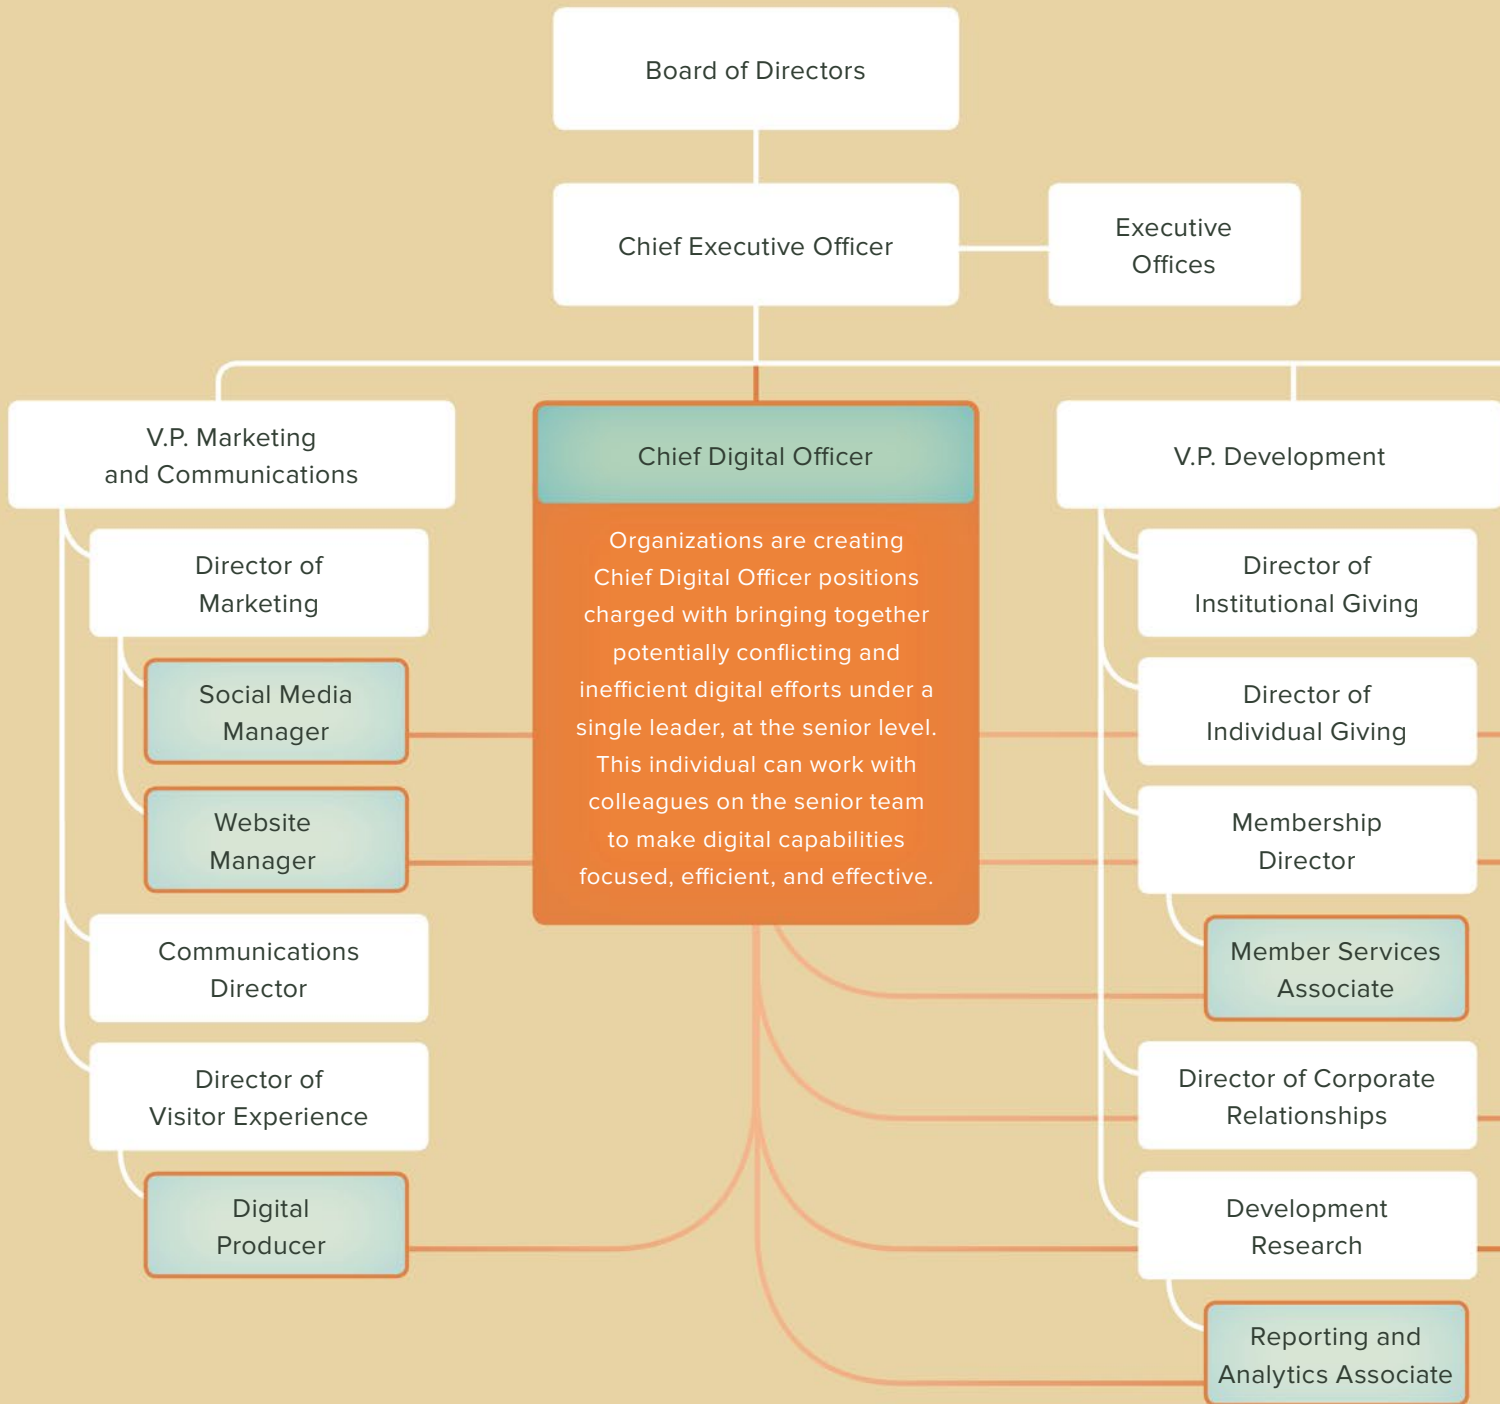 Board of Directors
Chief Executive Officer
Executive
Offices
V.P. Marketing
and Communications
Director of
Marketing
Social Media
Manager
Website
Manager
Communications
Director
Director of
Visitor Experience
Digital
Producer
Chief Digital Officer
Organizations are creating
Chief Digital Officer positions
charged with bringing together
potentially conflicting and
inefficient digital efforts under a
single leader, at the senior level.
This individual can work with
colleagues on the senior team
to make digital capabilities
focused, efficient, and effective.
V.P. Development
Director of
Institutional Giving
Director of
Individual Giving
Membership
Director
Member Services
Associate
Director of Corporate
Relationships
Development
Research
Reporting and
Analytics Associate